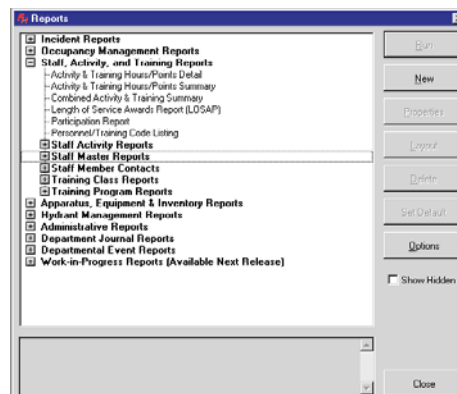 Reports
Incident Reports
Occupancy Management Reports
Staff, Activity, and Training Reports
Activity & Training Hours/Points Detail
Activity & Training Hours/Points Summary
Combined Activity & Training Summary
Length of Service Awards Report (LOSAP)
Participation Report
Personnel/Training Code Listing
Staff Activity Reports
Staff Master Reports
Staff Member Contacts
Training Class Reports
Training Program Reports
Apparatus, Equipment & Inventory Reports
Hydrant Management Reports
Administrative Reports
Department Journal Reports
Departmental Event Reports
Work-in-Progress Reports (Available Next Release)
Run
New
Properties
Layout
Delete
Set Default
Options
Show Hidden
Close